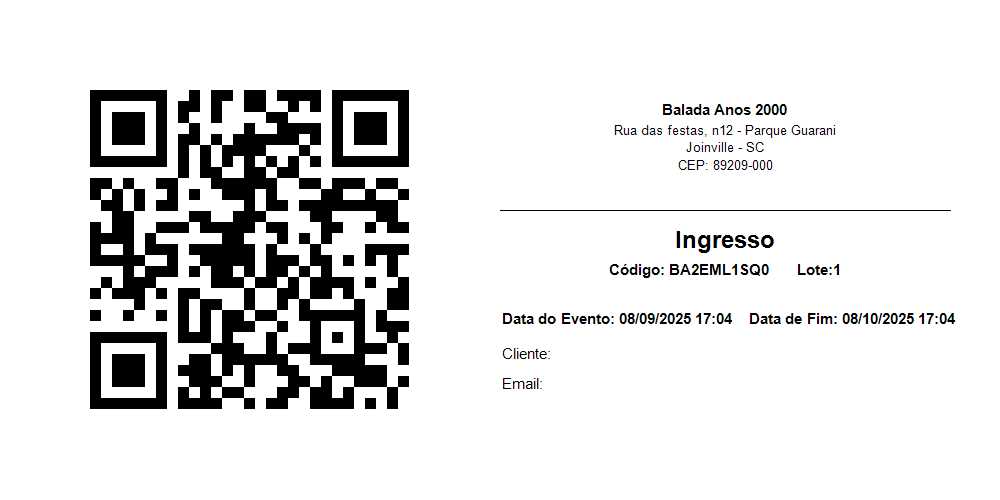 Balada Anos 2000
Rua das festas, n12 - Parque Guarani
Joinville - SC
CEP: 89209-000
Ingresso
Código: BA2EML1SQ0 Lote:1
Data do Evento: 08/09/2025 17:04 Data de Fim: 08/10/2025 17:04
Cliente:
Email: